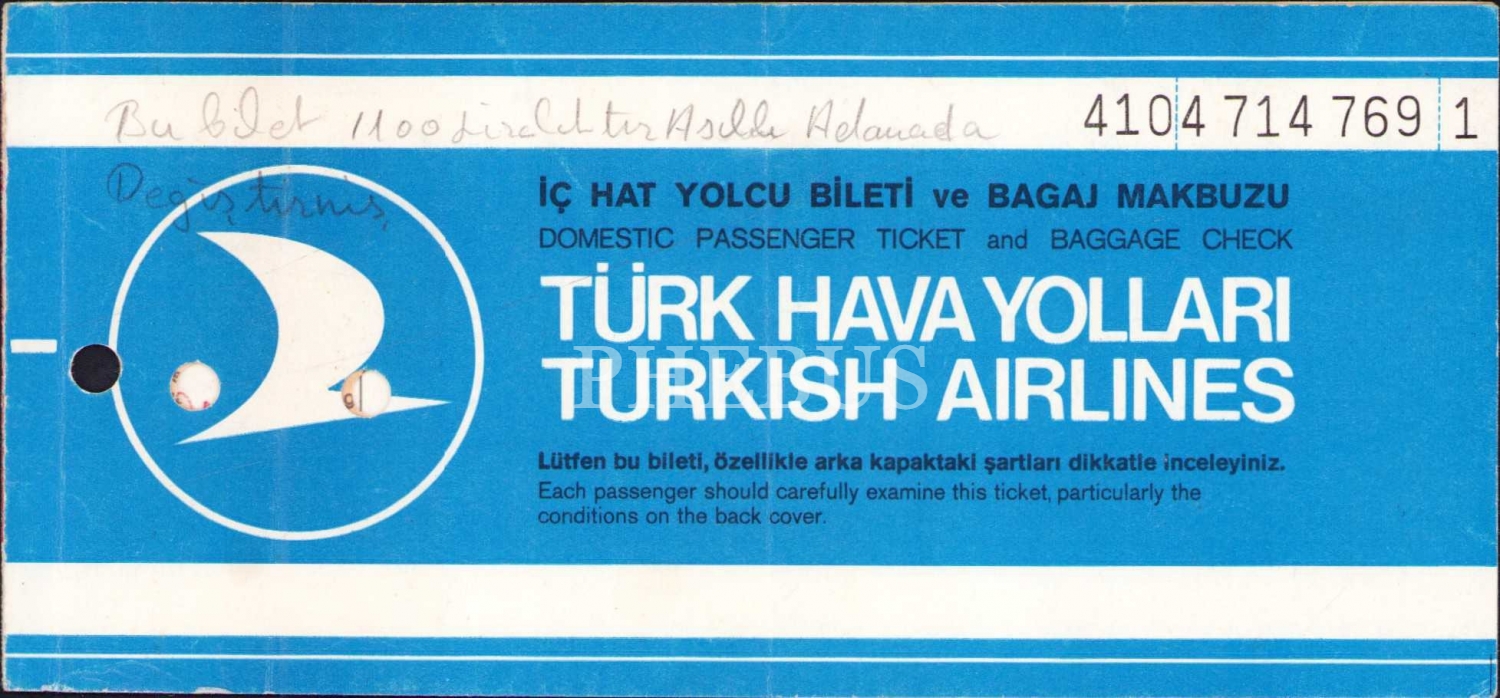 Bu bilet 1100 Liralıktır Asıldı Adanada
4104 714 769 1
Değiştirmiş
İÇ HAT YOLCU BİLETİ ve BAGAJ MAKBUZU
DOMESTIC PASSENGER TICKET and BAGGAGE CHECK
TÜRK HAVA YOLLARI
PHEBUS
TURKISH AIRLINES
Lütfen bu bileti, özellikle arka kapaktaki şartları dikkatle inceleyiniz.
Each passenger should carefully examine this ticket, particularly the
conditions on the back cover.